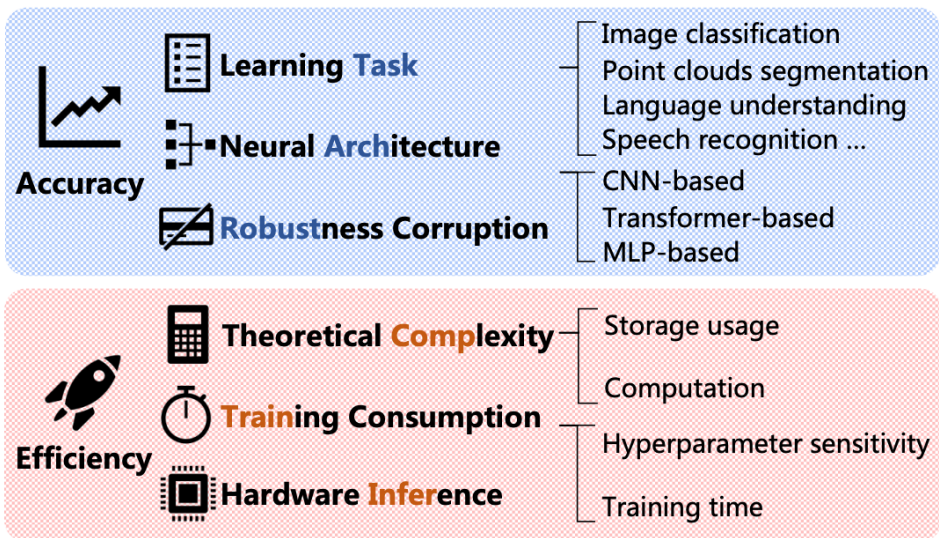 Accuracy
Learning Task
Image classification
Point clouds segmentation
Language understanding
Speech recognition ...
Neural Architecture
CNN-based
Transformer-based
MLP-based
Robustness Corruption
Efficiency
Theoretical Complexity
Storage usage
Computation
Training Consumption
Hyperparameter sensitivity
Training time
Hardware Inference